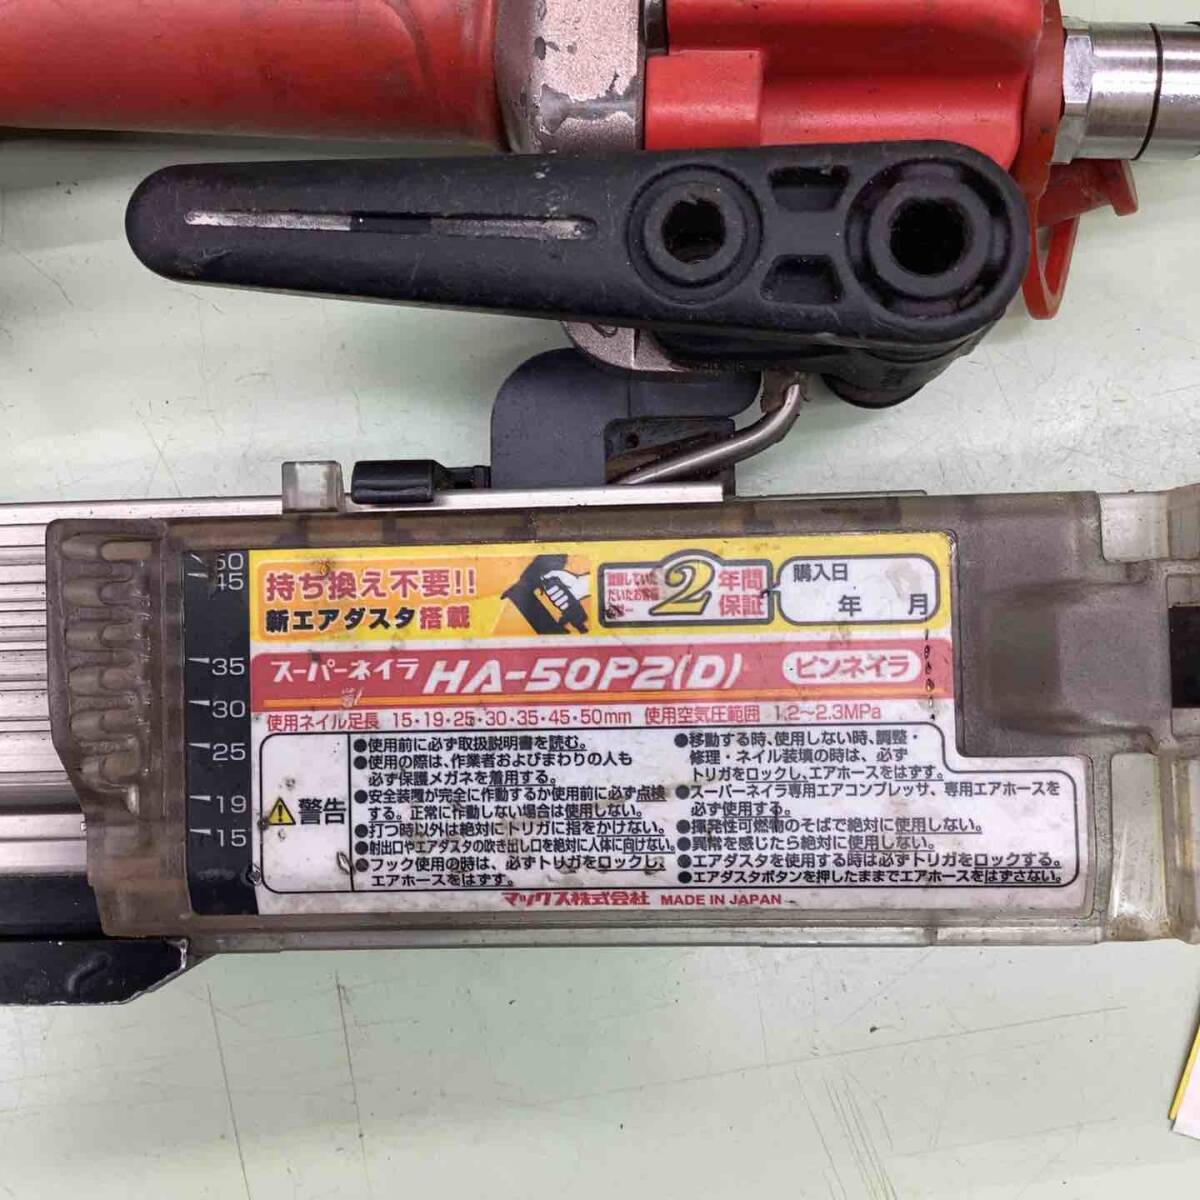 50
45
35
30
25
19
15
持ち換え不要!!
新エアダスタ搭載
2年間
保証
購入日
年 月
スーパーネイラ HA-50P2(D) ピンネイラ
使用ネイル足長 15・19・25・30・35・45・50mm 使用空気圧範囲 1.2~2.3MPa
警告
●使用前に必ず取扱説明書を読む。
●使用の際は、作業者およびまわりの人も
必ず保護メガネを着用する。
●安全装置が完全に作動するか使用前に必ず点検
する。正常に作動しない場合は使用しない。
●打つ時以外は絶対にトリガに指をかけない。
●射出口やエアダスタの吹き出し口を絶対に人体に向けない。
●フック使用の時は、必ずトリガをロックし、
エアホースをはずす。
●移動する時、使用しない時、調整・
修理・ネイル装填の時は、必ず
トリガをロックし、エアホースをはずす。
●スーパーネイラ専用エアコンプレッサ、専用エアホースを
必ず使用する。
●揮発性可燃物のそばで絶対に使用しない。
●異常を感じたら絶対に使用しない。
●エアダスタを使用する時は必ずトリガをロックする。
●エアダスタボタンを押したままでエアホースをはずさない。
マックス株式会社 MADE IN JAPAN